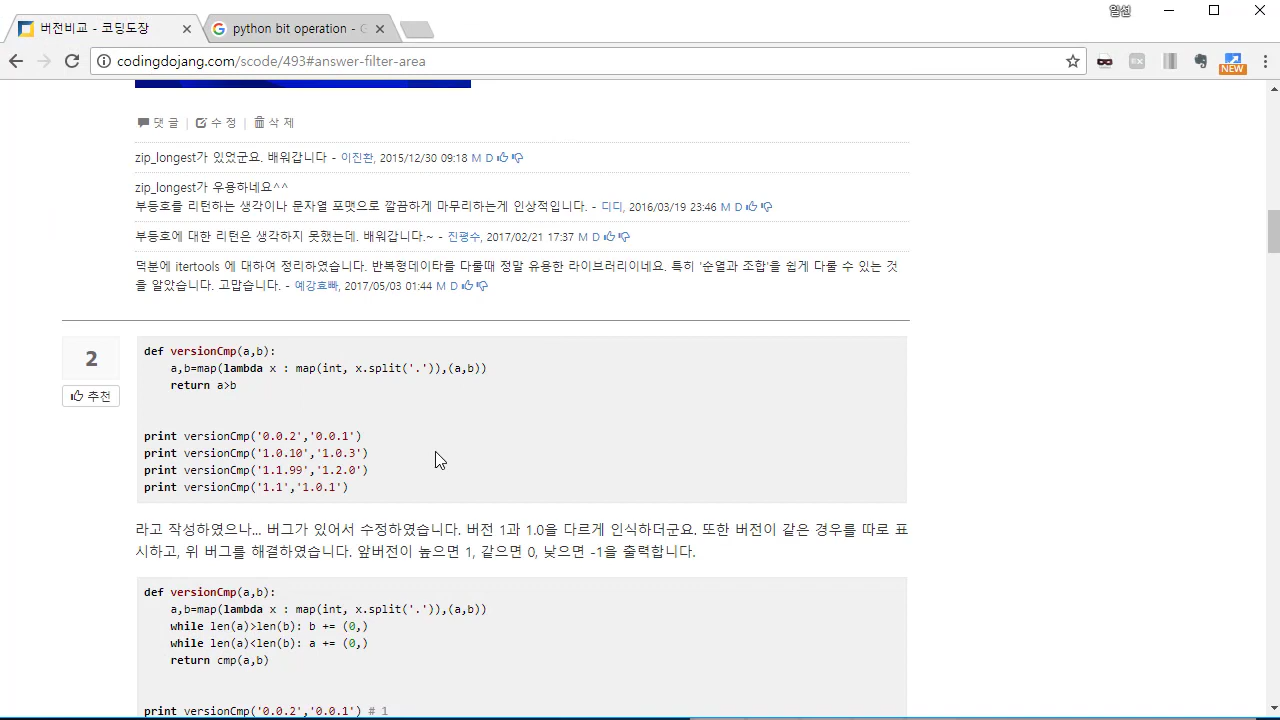 일선
버전비교 - 코딩도장
python bit operation - G
codingdojang.com/scode/493#answer-filter-area
EX
NEW
댓글 | 수정 | 삭제
zip_longest가 있었군요. 배워갑니다 - 이진환, 2015/12/30 09:18 M D
zip_longest가 우용하네요^^
부등호를 리턴하는 생각이나 문자열 포맷으로 깔끔하게 마무리하는게 인상적입니다. - 디디, 2016/03/19 23:46 M D
부등호에 대한 리턴은 생각하지 못했는데. 배워갑니다.~ - 진평수, 2017/02/21 17:37 M D
덕분에 itertools 에 대하여 정리하였습니다. 반복형데이타를 다룰때 정말 유용한 라이브러리이네요. 특히 '순열과 조합'을 쉽게 다룰 수 있는 것
을 알았습니다. 고맙습니다. - 예강효빠, 2017/05/03 01:44 M D
2
추천
def versionCmp(a,b):
a,b=map(lambda x : map(int, x.split('.')),(a,b))
return a>b
print versionCmp('0.0.2','0.0.1')
print versionCmp('1.0.10','1.0.3')
print versionCmp('1.1.99','1.2.0')
print versionCmp('1.1','1.0.1')
라고 작성하였으나... 버그가 있어서 수정하였습니다. 버전 1과 1.0을 다르게 인식하더군요. 또한 버전이 같은 경우를 따로 표
시하고, 위 버그를 해결하였습니다. 앞버전이 높으면 1, 같으면 0, 낮으면 -1을 출력합니다.
def versionCmp(a,b):
a,b=map(lambda x : map(int, x.split('.')),(a,b))
while len(a)>len(b): b += (0,)
while len(a)<len(b): a += (0,)
return cmp(a,b)
print versionCmp('0.0.2','0.0.1') # 1